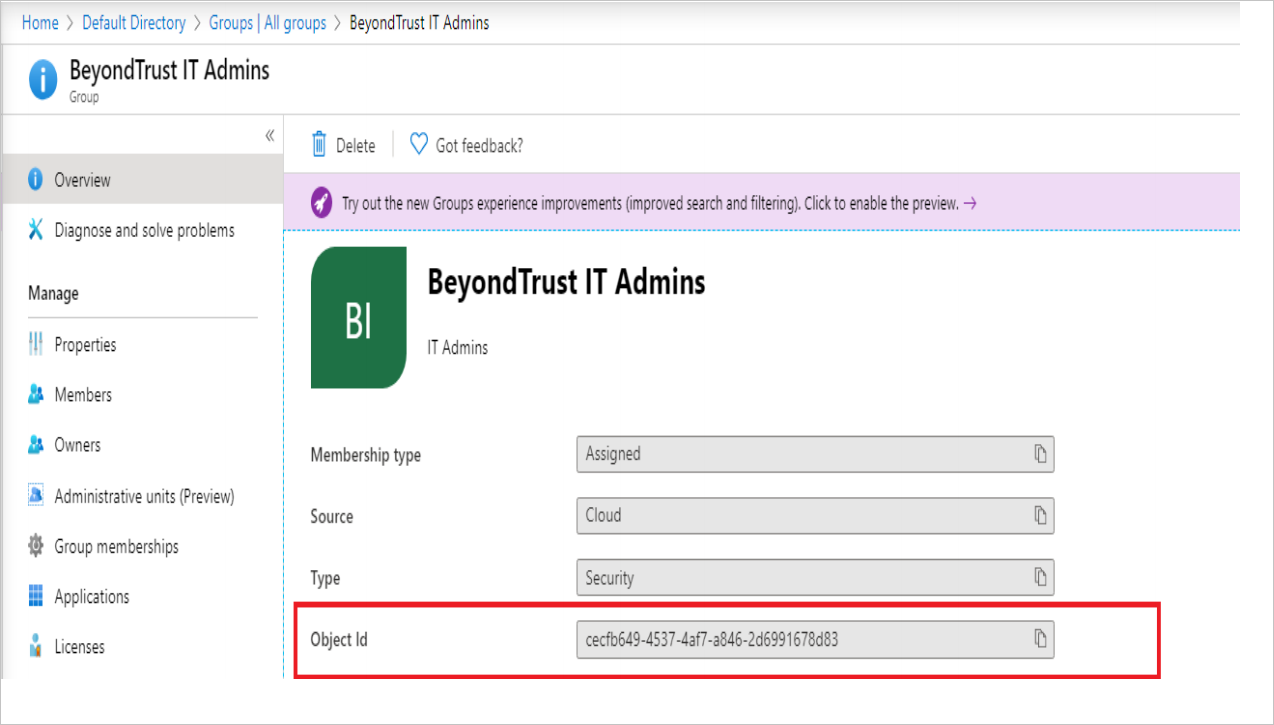 Home > Default Directory > Groups | All groups > BeyondTrust IT Admins
BeyondTrust IT Admins
Group
«
Delete
Got feedback?
Overview
Try out the new Groups experience improvements (improved search and filtering). Click to enable the preview. →
Diagnose and solve problems
BI
BeyondTrust IT Admins
IT Admins
Manage
Properties
Members
Owners
Administrative units (Preview)
Group memberships
Applications
Licenses
Membership type
Assigned
Source
Cloud
Type
Security
Object Id
cecfb649-4537-4af7-a846-2d6991678d83